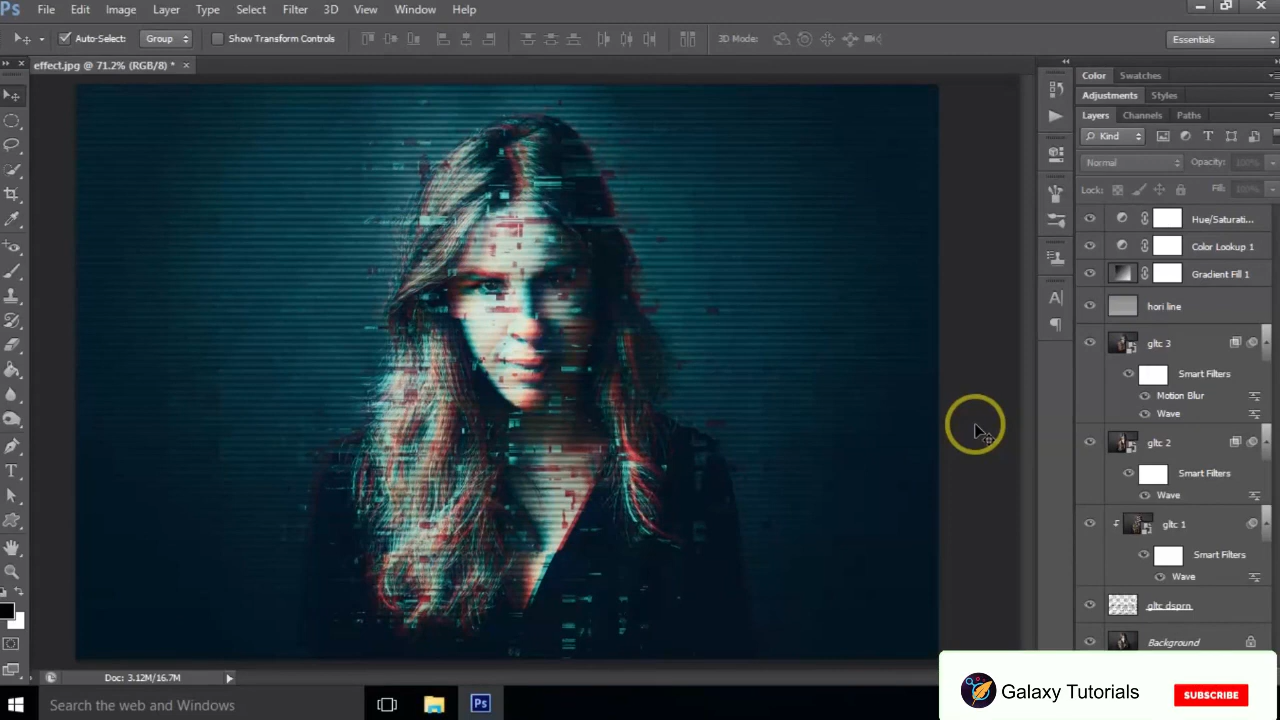 Ps File Edit Image Layer Type Select Filter 3D View Window Help
Auto-Select: Group Show Transform Controls 3D Mode: Essentials
effect.jpg @ 71.2% (RGB/8) *
Color Swatches
Adjustments Styles
Layers Channels Paths
Kind
Normal Opacity: 100%
Lock: Fill: 100%
Hue/Saturati...
Color Lookup 1
Gradient Fill 1
hori line
gltc 3
Smart Filters
Motion Blur
Wave
gltc 2
Smart Filters
Wave
gltc 1
Smart Filters
Wave
gltc dsprn
Background
Doc: 3.12M/16.7M
Galaxy Tutorials SUBSCRIBE
Search the web and Windows Ps